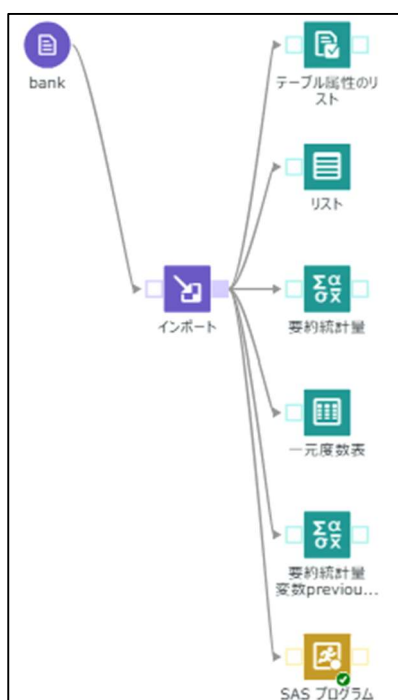 bank
テーブル属性のリ
スト
リスト
インポート
要約統計量
一元度数表
要約統計量
変数previou...
SAS プログラム